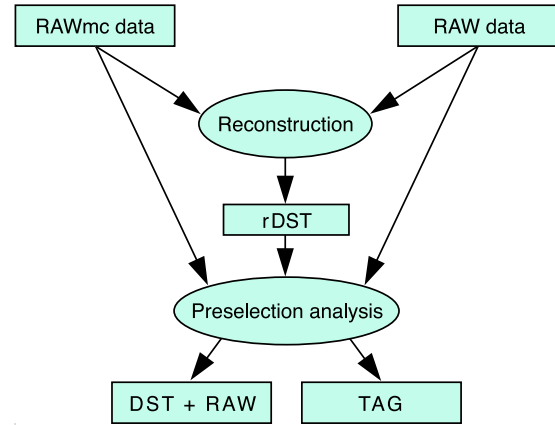 RAWmc data
RAW data
Reconstruction
rDST
Preselection analysis
DST + RAW
TAG